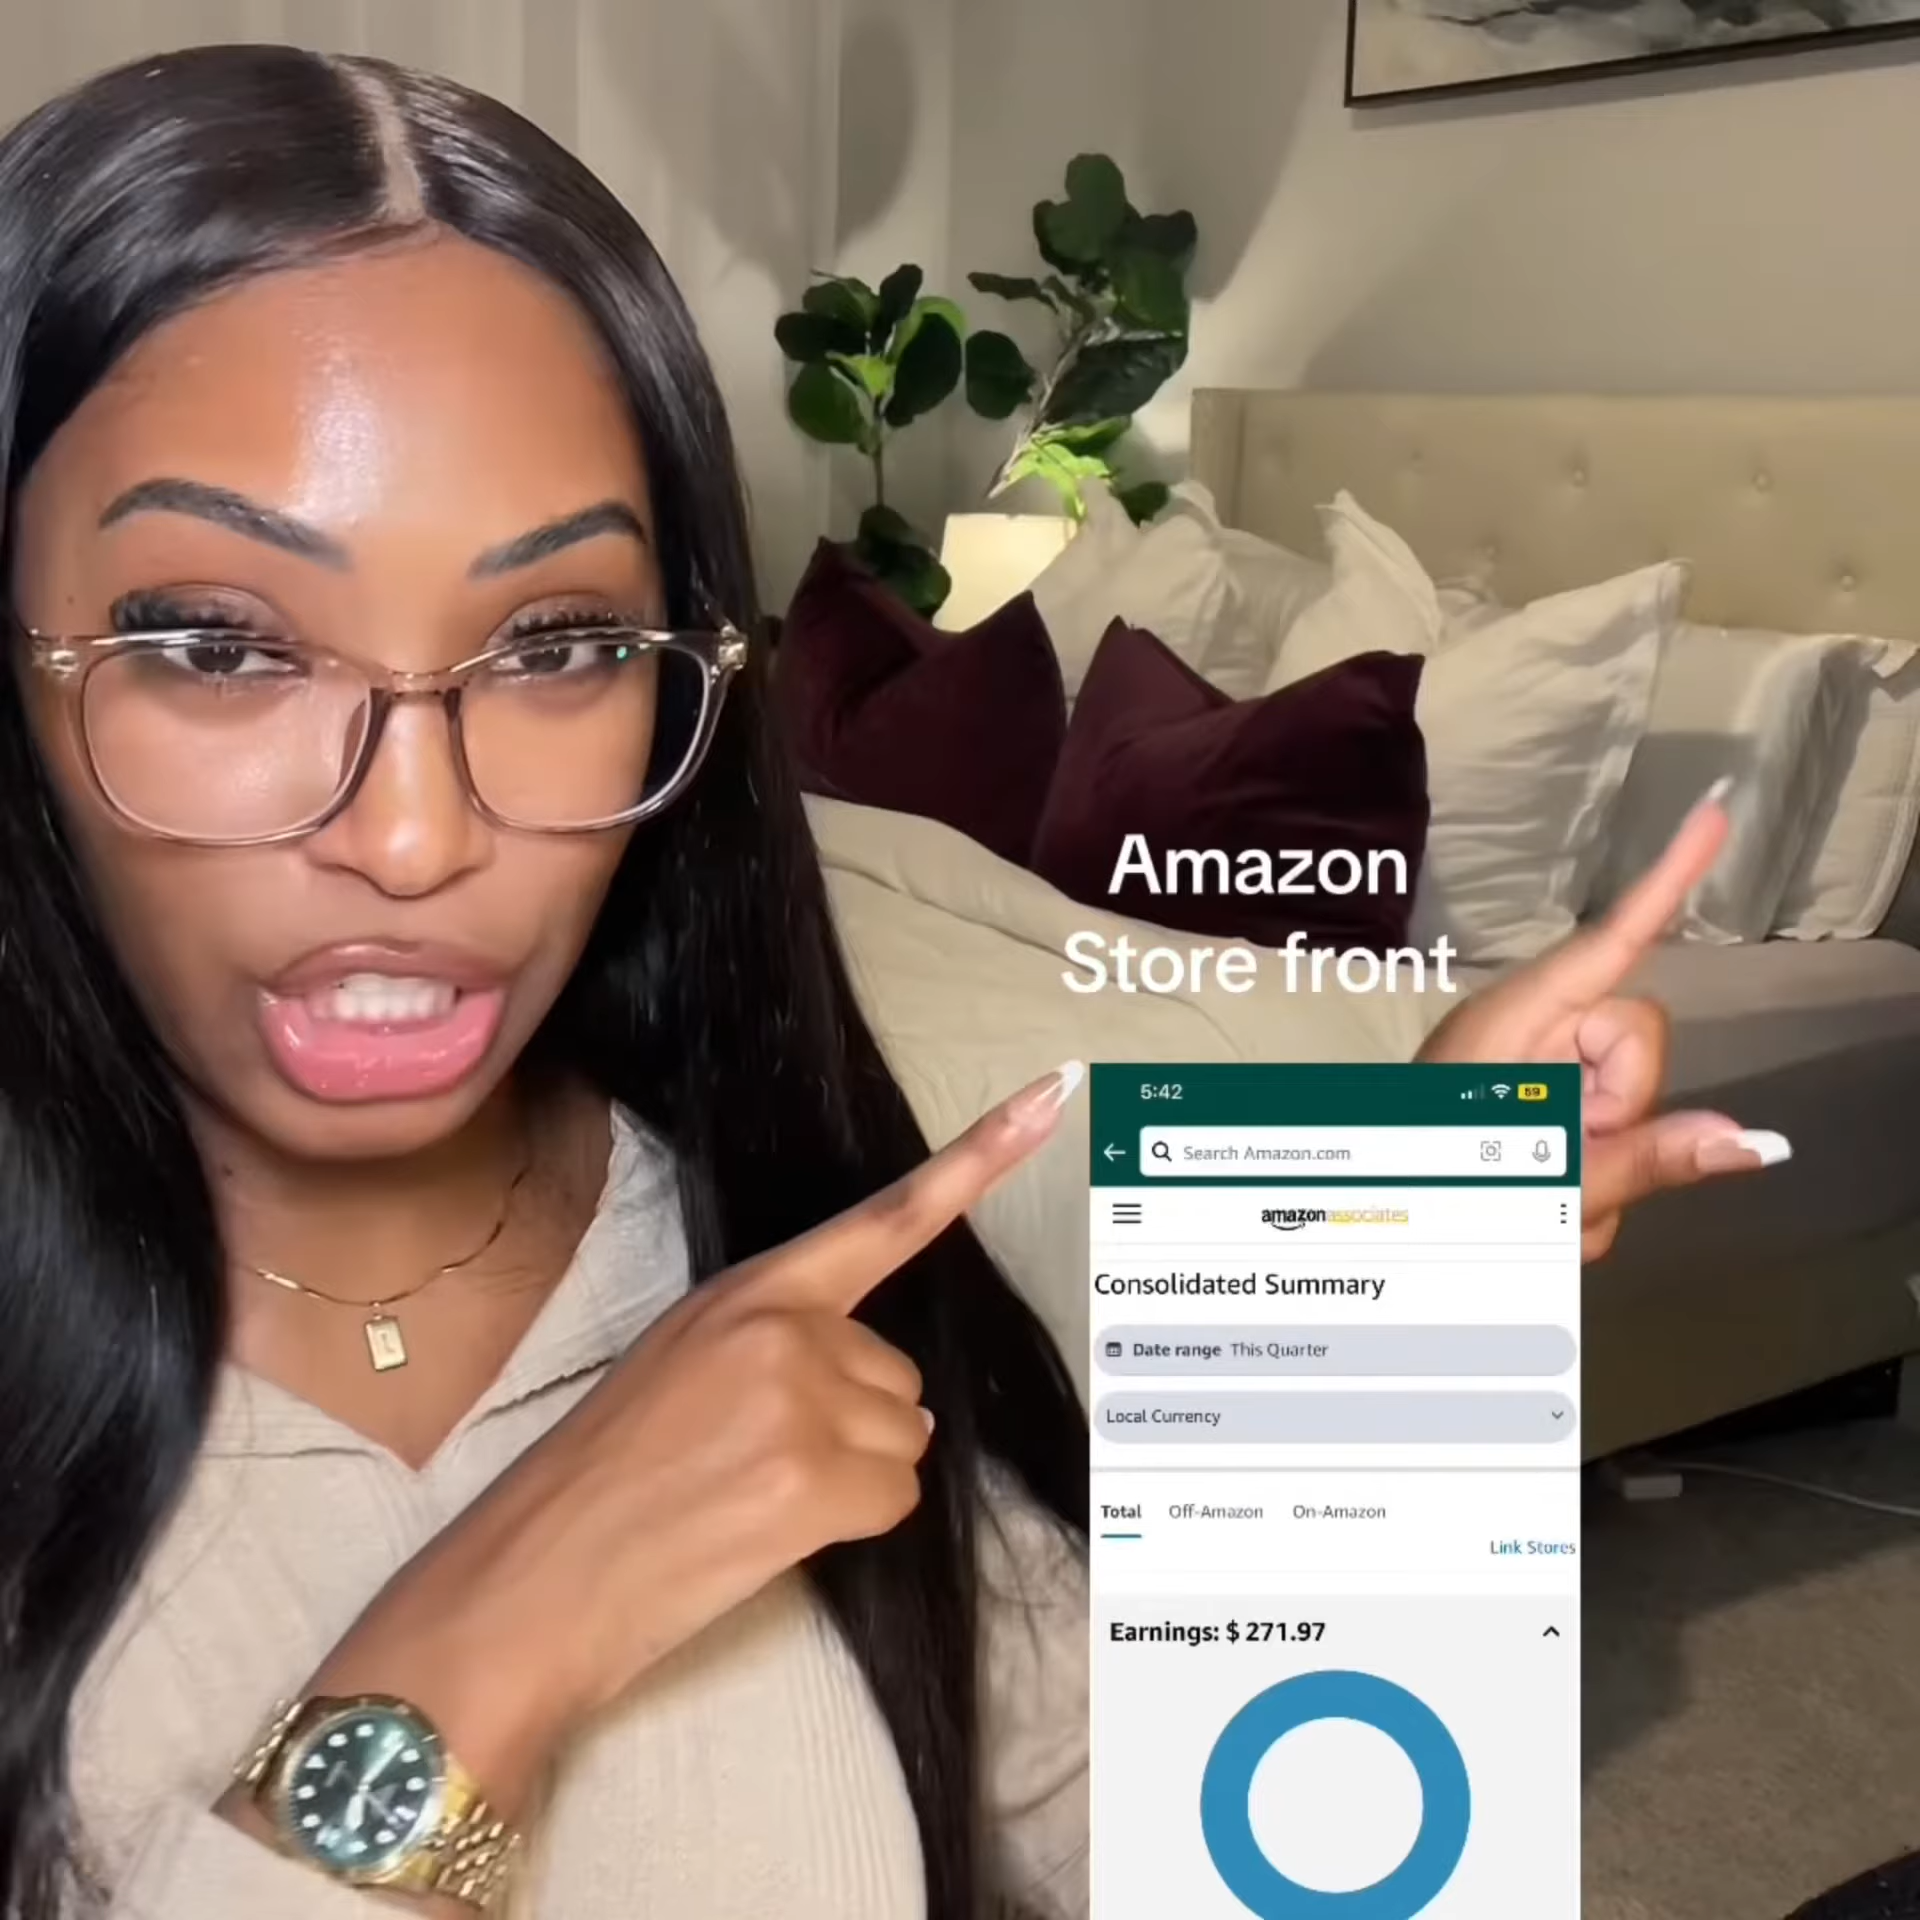 Amazon
Store front
5:42
59
Search Amazon.com
amazonassociates
Consolidated Summary
Date range This Quarter
Local Currency
Total Off-Amazon On-Amazon
Link Stores
Earnings: $ 271.97